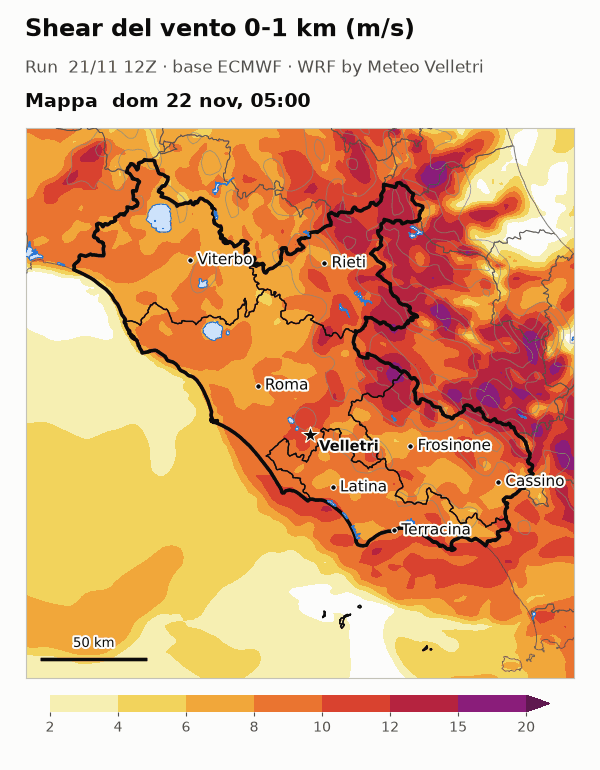 Shear del vento 0-1 km (m/s)
Run  21/11 12Z · base ECMWF · WRF by Meteo Velletri
Mappa  dom 22 nov, 05:00
Viterbo
Rieti
Roma
Velletri
Frosinone
Latina
Cassino
Terracina
50 km
2 4 6 8 10 12 15 20